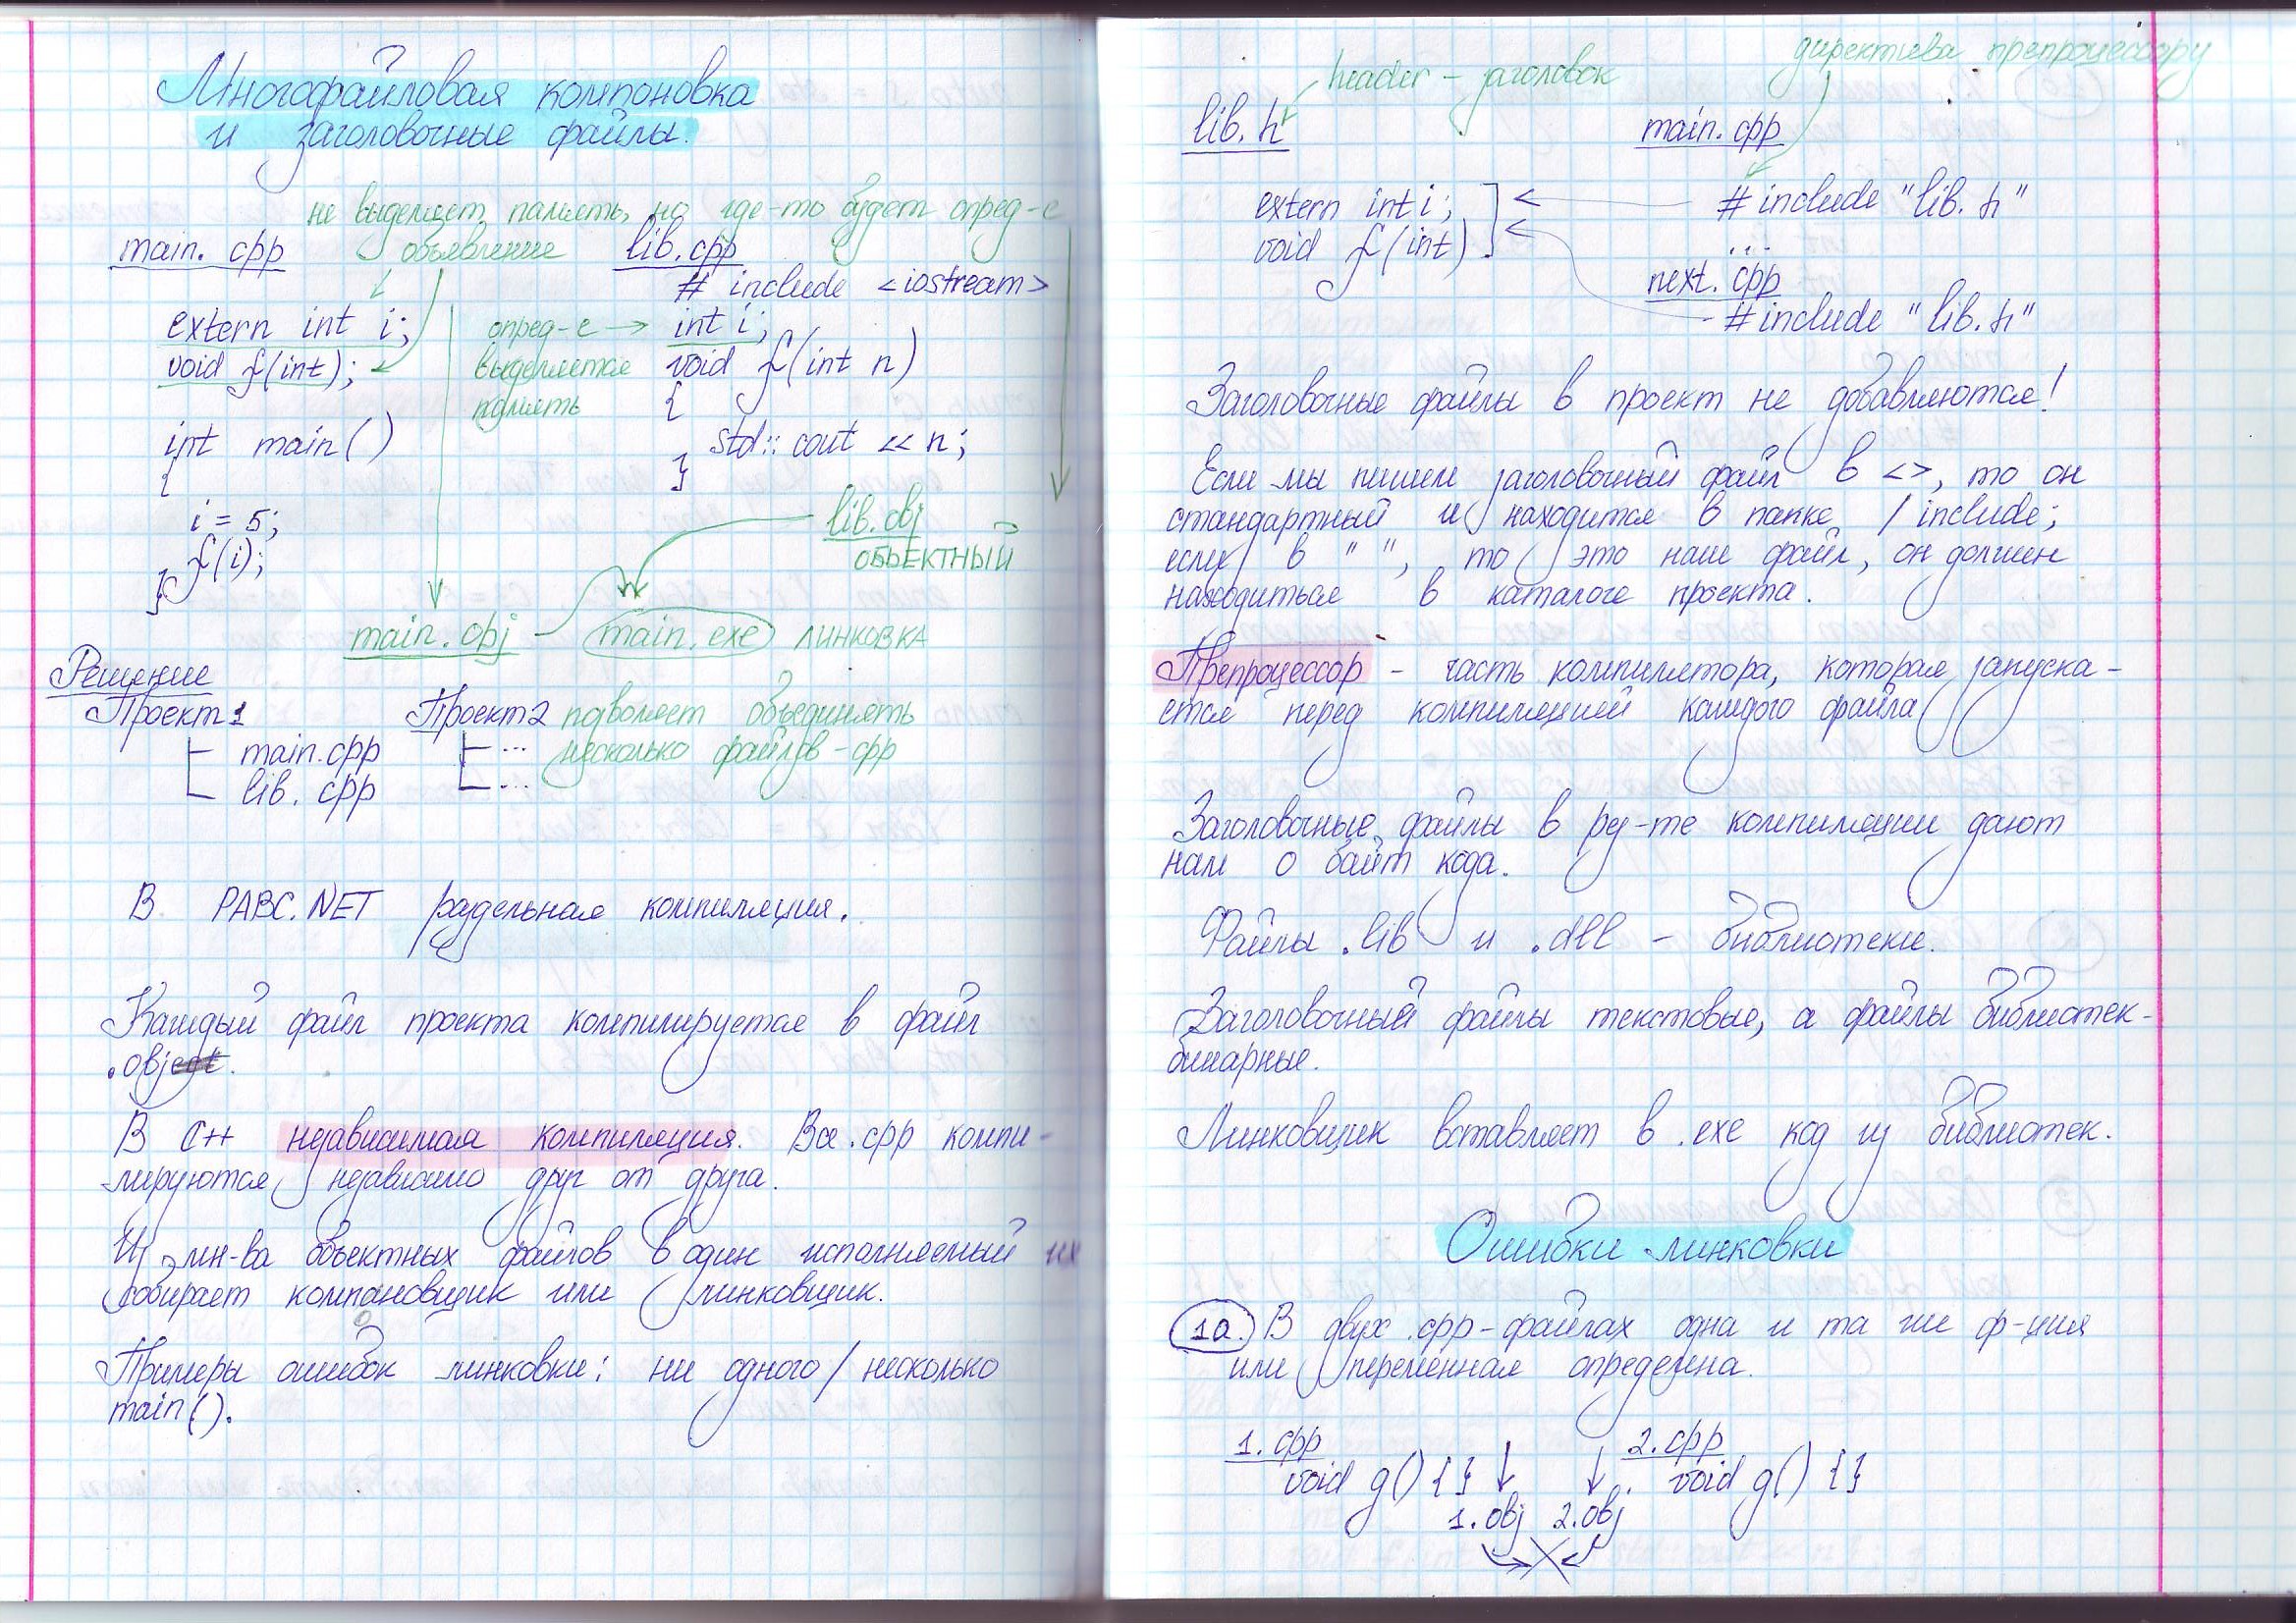 Многофайловая компоновка
и заголовочные файлы.
не выделяет память, но где-то будет опред-е
объявление
main.cpp
extern int i;
void f(int);
int main()
{
i = 5;
f(i);
}
lib.cpp
# include <iostream>
опред-е → int i;
выделяется
память
void f(int n)
{
std::cout << n;
}
lib.obj
ОБЪЕКТНЫЙ
main.obj
main.exe ЛИНКОВКА
Решение
Проект1
main.cpp
lib.cpp
Проект2
...
...
позволяет объединять
несколько файлов-cpp
В PABC.NET раздельная компиляция.
Каждый файл проекта компилируется в файл
.object.
В C++ независимая компиляция. Все .cpp компи-
лируются независимо друг от друга.
Из мн-ва объектных файлов в один исполняемый их
собирает компановщик или линковщик.
Примеры ошибок линковки: ни одного / несколько
main().
header - заголовок
директива препроцессору
lib.h
extern int i;
void f(int)
main.cpp
# include "lib.h"
...
next.cpp
# include "lib.h"
Заголовочные файлы в проект не добавляются!
Если мы пишем заголовочный файл в <>, то он
стандартный и находится в папке /include;
если в " ", то это наш файл, он должен
находиться в каталоге проекта.
Препроцессор - часть компилятора, которая запуска-
ется перед компиляцией каждого файла
Заголовочные файлы в рез-те компиляции дают
нам 0 байт кода.
Файлы .lib и .dll - библиотеки.
Заголовочный файлы текстовые, а файлы библиотек-
бинарные.
Линковщик вставляет в .exe код из библиотек.
Ошибки линковки
1а. В двух .cpp-файлах одна и та же ф-ция
или переменная определена.
1.cpp
void g() {}
2.cpp
void g() {}
1.obj 2.obj